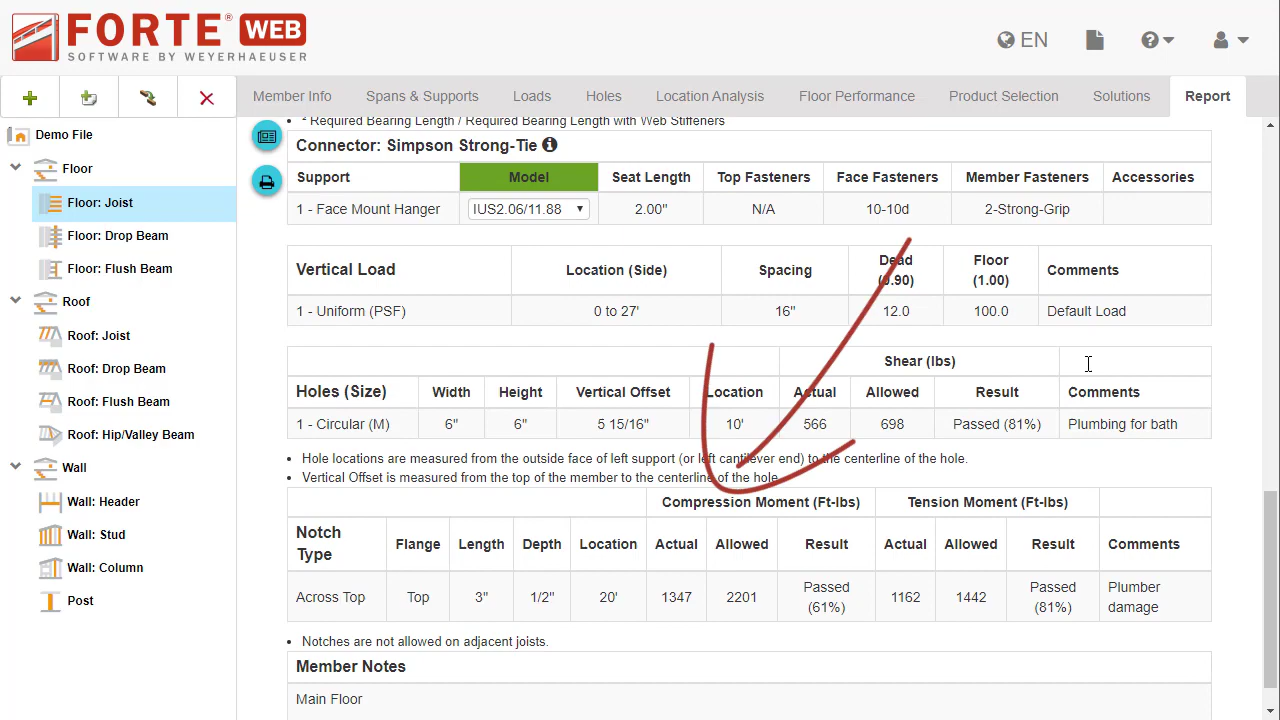 FORTE® WEB
SOFTWARE BY WEYERHAEUSER
EN
Member Info Spans & Supports Loads Holes Location Analysis Floor Performance Product Selection Solutions Report
Demo File
Floor
Floor: Joist
Floor: Drop Beam
Floor: Flush Beam
Roof
Roof: Joist
Roof: Drop Beam
Roof: Flush Beam
Roof: Hip/Valley Beam
Wall
Wall: Header
Wall: Stud
Wall: Column
Post
• ² Required Bearing Length / Required Bearing Length with Web Stiffeners
Connector: Simpson Strong-Tie
Support Model Seat Length Top Fasteners Face Fasteners Member Fasteners Accessories
1 - Face Mount Hanger IUS2.06/11.88 2.00" N/A 10-10d 2-Strong-Grip
Vertical Load Location (Side) Spacing Dead (0.90) Floor (1.00) Comments
1 - Uniform (PSF) 0 to 27' 16" 12.0 100.0 Default Load
Shear (lbs)
Holes (Size) Width Height Vertical Offset Location Actual Allowed Result Comments
1 - Circular (M) 6" 6" 5 15/16" 10' 566 698 Passed (81%) Plumbing for bath
• Hole locations are measured from the outside face of left support (or left cantilever end) to the centerline of the hole.
• Vertical Offset is measured from the top of the member to the centerline of the hole.
Compression Moment (Ft-lbs) Tension Moment (Ft-lbs)
Notch Type Flange Length Depth Location Actual Allowed Result Actual Allowed Result Comments
Across Top Top 3" 1/2" 20' 1347 2201 Passed (61%) 1162 1442 Passed (81%) Plumber damage
• Notches are not allowed on adjacent joists.
Member Notes
Main Floor